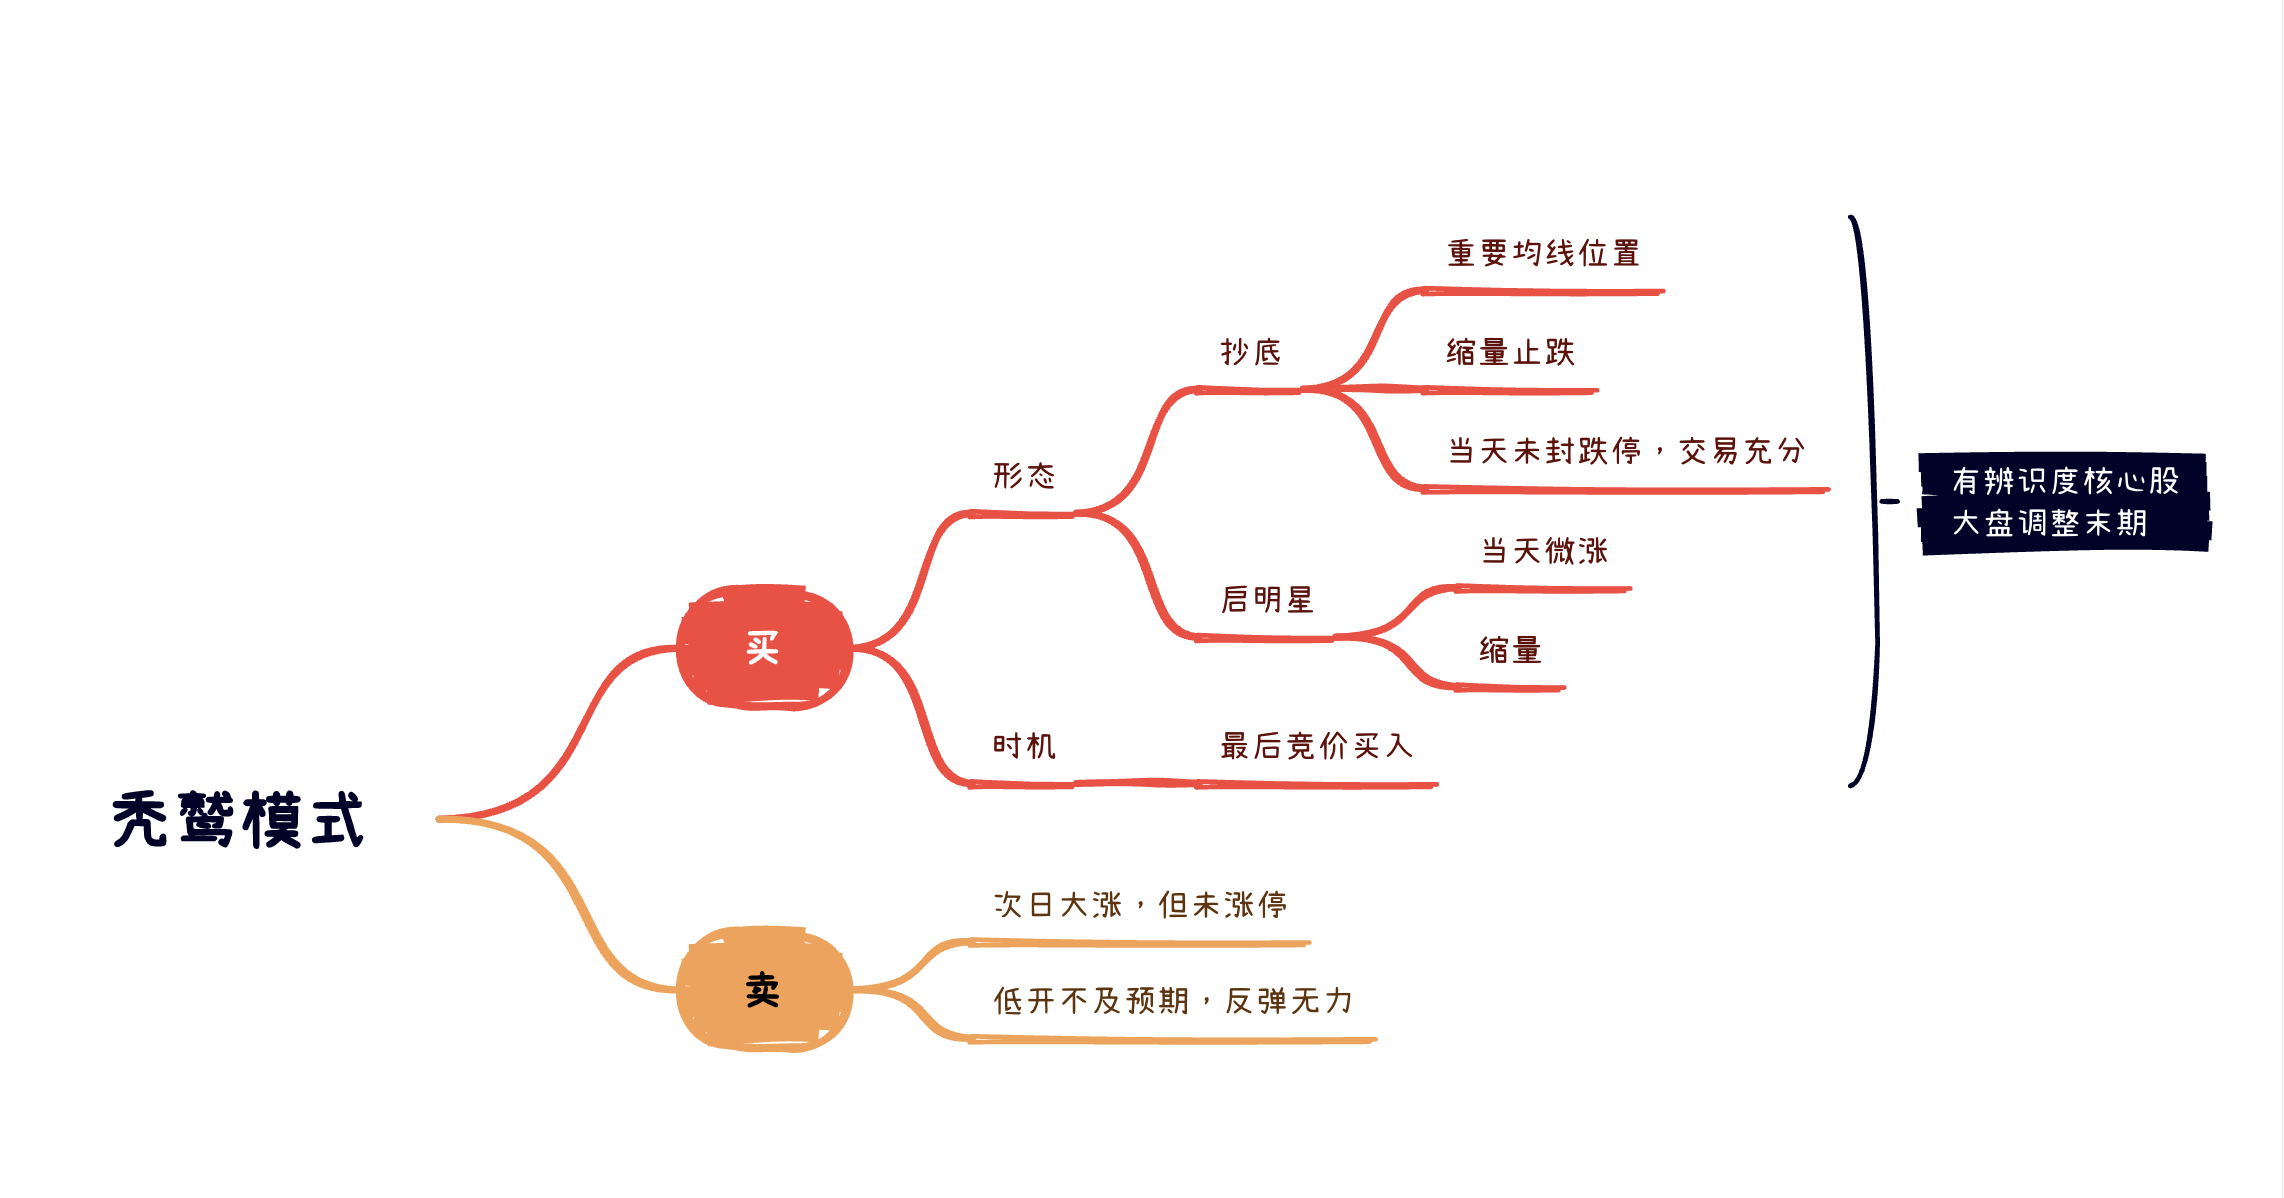 秃鹫模式
买
形态
抄底
重要均线位置
缩量止跌
当天未封跌停，交易充分
启明星
当天微涨
缩量
时机
最后竞价买入
有辨识度核心股
大盘调整末期
卖
次日大涨，但未涨停
低开不及预期，反弹无力